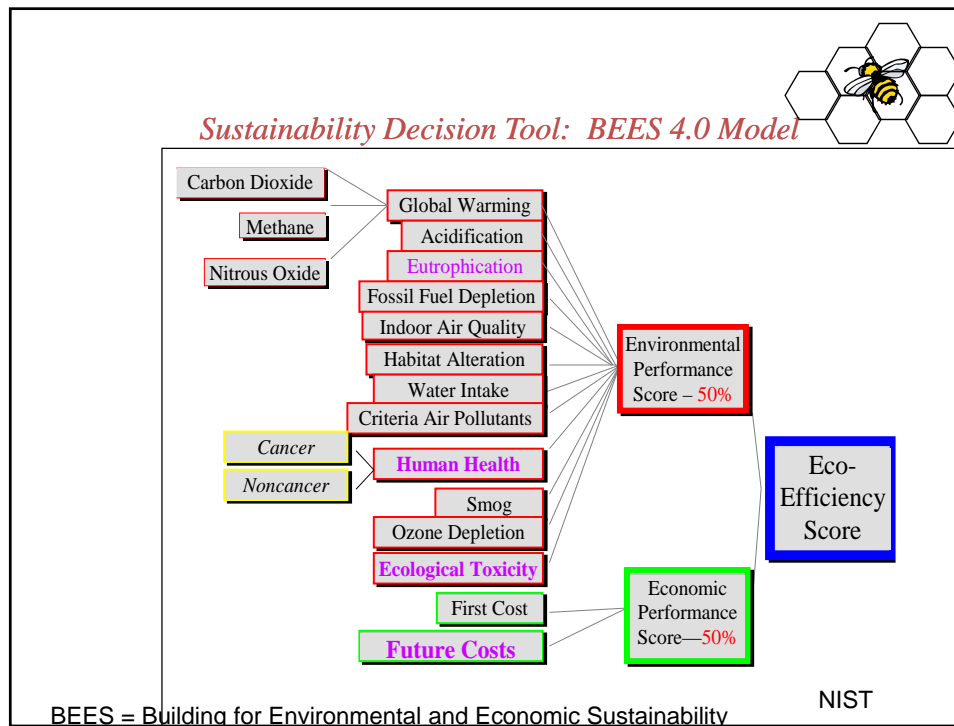 Sustainability Decision Tool: BEES 4.0 Model
Carbon Dioxide
Methane
Nitrous Oxide
Global Warming
Acidification
Eutrophication
Fossil Fuel Depletion
Indoor Air Quality
Habitat Alteration
Water Intake
Criteria Air Pollutants
Cancer
Noncancer
Human Health
Smog
Ozone Depletion
Ecological Toxicity
First Cost
Future Costs
Environmental
Performance
Score – 50%
Economic
Performance
Score—50%
Eco-
Efficiency
Score
NIST
BEES = Building for Environmental and Economic Sustainability